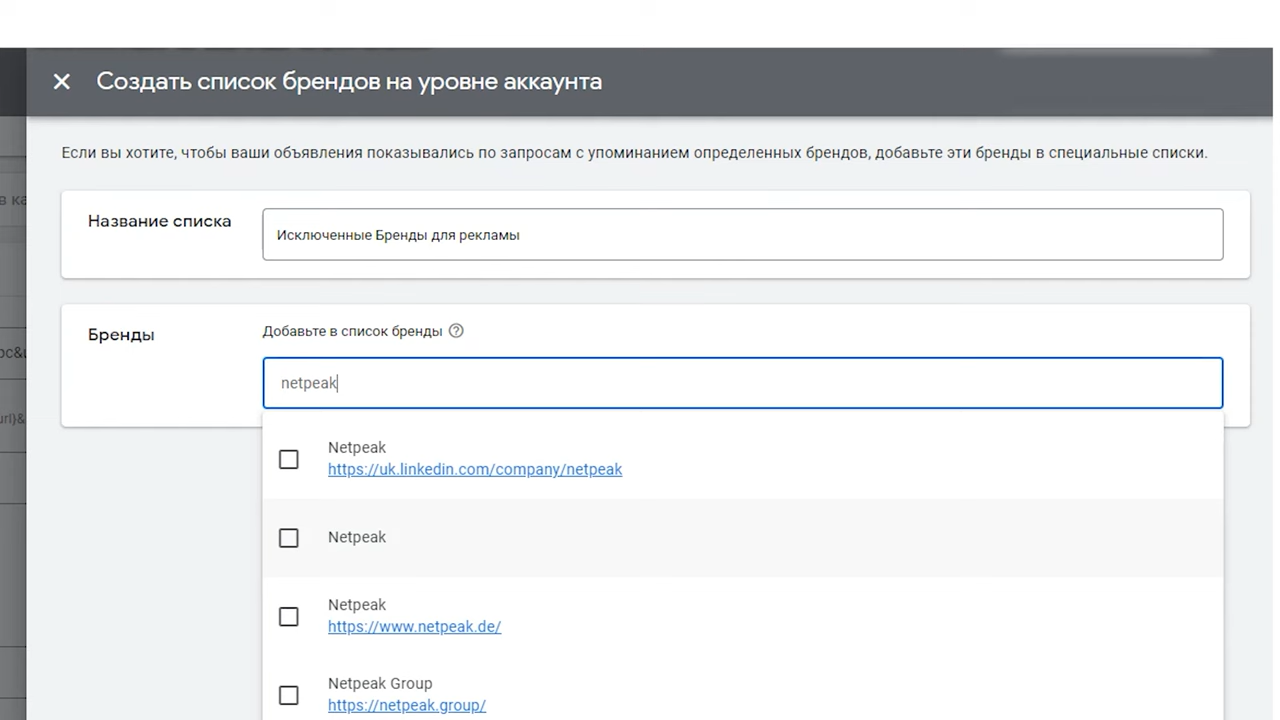 Создать список брендов на уровне аккаунта
Если вы хотите, чтобы ваши объявления показывались по запросам с упоминанием определенных брендов, добавьте эти бренды в специальные списки.
Название списка
Исключенные Бренды для рекламы
Бренды
Добавьте в список бренды
netpeak
Netpeak
https://uk.linkedin.com/company/netpeak
Netpeak
Netpeak
https://www.netpeak.de/
Netpeak Group
https://netpeak.group/